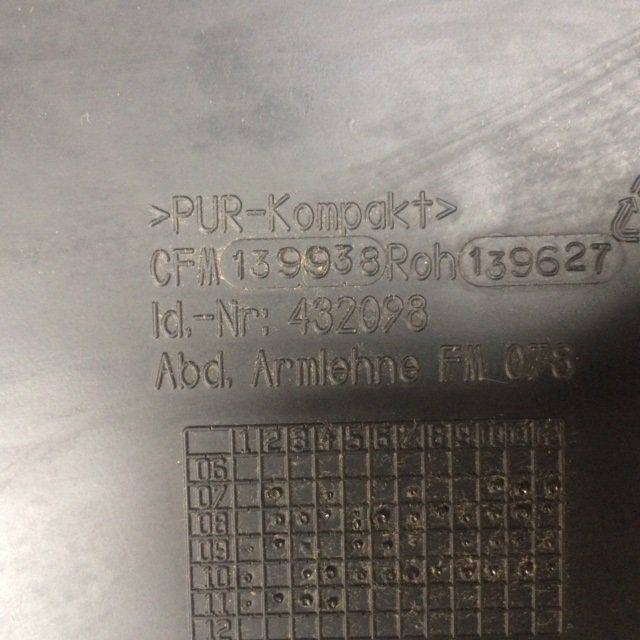 >PUR-Kompakt<
CFM 139938 Roh 139627
Id.-Nr: 432098
Abd. Armlehne FM 078
1 2 3 4 5 6 7 8 9 10 11 12
06
07
08
09
10
11
12